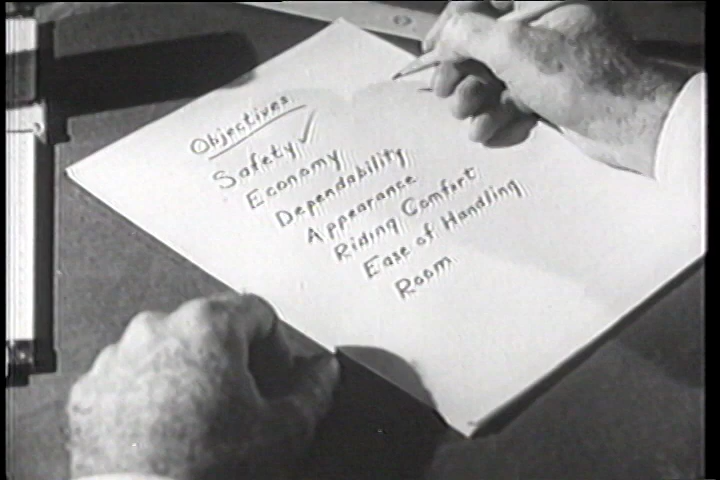 Objectives
Safety ✓
Economy
Dependability
Appearance
Riding Comfort
Ease of Handling
Room